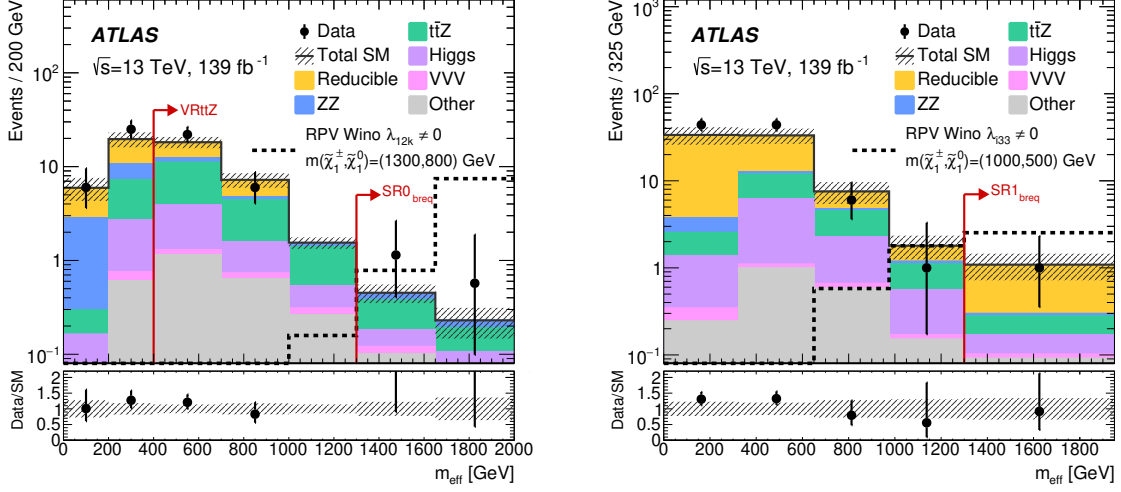 Events / 200 GeV
10²
10
1
10⁻¹
ATLAS
√s=13 TeV, 139 fb⁻¹
Data
Total SM
Reducible
ZZ
tt̄Z
Higgs
VVV
Other
RPV Wino λ₁₂ₖ ≠ 0
m(χ̃₁±,χ̃₁⁰)=(1300,800) GeV
VRttZ
SR0breq
Data/SM
2
1.5
1
0.5
0
0 200 400 600 800 1000 1200 1400 1600 1800 2000
m_eff [GeV]
Events / 325 GeV
10³
10²
10
1
10⁻¹
ATLAS
√s=13 TeV, 139 fb⁻¹
Data
Total SM
Reducible
ZZ
tt̄Z
Higgs
VVV
Other
RPV Wino λᵢ₃₃ ≠ 0
m(χ̃₁±,χ̃₁⁰)=(1000,500) GeV
SR1breq
Data/SM
2
1.5
1
0.5
0
0 200 400 600 800 1000 1200 1400 1600 1800
m_eff [GeV]